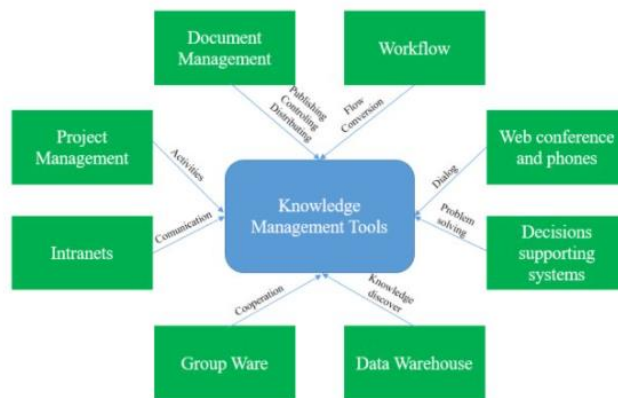 Document
Management
Workflow
Publishing
Controling
Distributing
Flow
Conversion
Project
Management
Web conference
and phones
Activities
Dialog
Knowledge
Management Tools
Intranets
Comunication
Problem
solving
Decisions
supporting
systems
Cooperation
Knowledge
discover
Group Ware
Data Warehouse